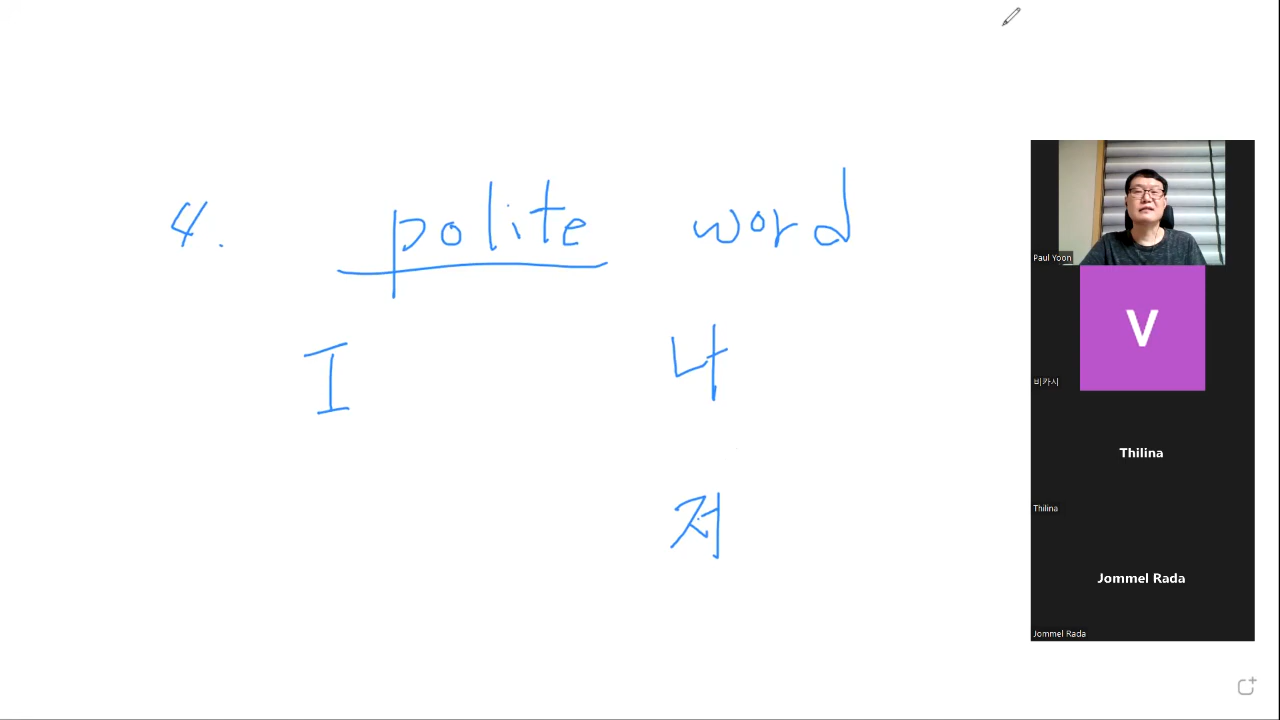 4. polite word
I 나
저
Paul Yoon
V
비카시
Thilina
Thilina
Jommel Rada
Jommel Rada